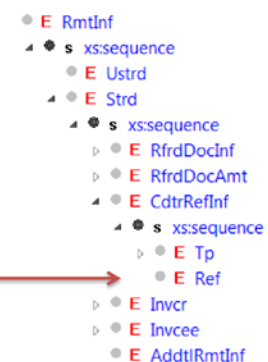 E RmtInf
s xs:sequence
E Ustrd
E Strd
s xs:sequence
E RfrdDocInf
E RfrdDocAmt
E CdtrRefInf
s xs:sequence
E Tp
E Ref
E Invcr
E Invcee
E AddtlRmtInf